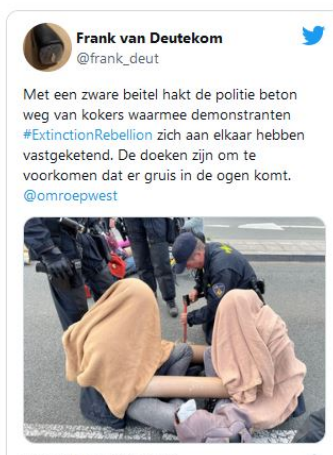 Frank van Deutekom
@frank_deut
Met een zware beitel hakt de politie beton
weg van kokers waarmee demonstranten
#ExtinctionRebellion zich aan elkaar hebben
vastgeketend. De doeken zijn om te
voorkomen dat er gruis in de ogen komt.
@omroepwest